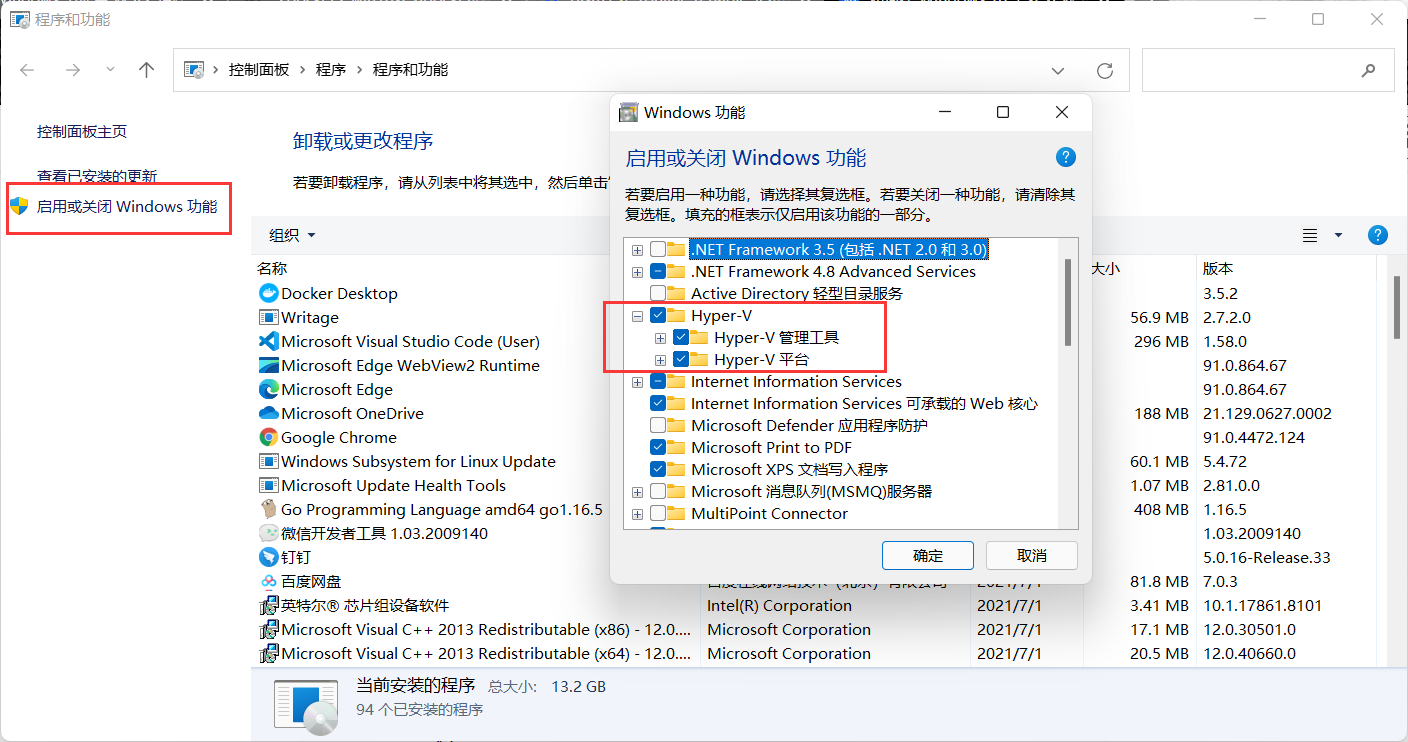 程序和功能
控制面板 程序 程序和功能
控制面板主页
查看已安装的更新
启用或关闭 Windows 功能
卸载或更改程序
若要卸载程序，请从列表中将其选中，然后单击
组织
名称
大小
版本
Docker Desktop
3.5.2
Writage
56.9 MB
2.7.2.0
Microsoft Visual Studio Code (User)
296 MB
1.58.0
Microsoft Edge WebView2 Runtime
91.0.864.67
Microsoft Edge
91.0.864.67
Microsoft OneDrive
188 MB
21.129.0627.0002
Google Chrome
91.0.4472.124
Windows Subsystem for Linux Update
60.1 MB
5.4.72
Microsoft Update Health Tools
1.07 MB
2.81.0.0
Go Programming Language amd64 go1.16.5
408 MB
1.16.5
微信开发者工具 1.03.2009140
1.03.2009140
钉钉
5.0.16-Release.33
百度网盘
81.8 MB
7.0.3
英特尔® 芯片组设备软件
Intel(R) Corporation
2021/7/1
3.41 MB
10.1.17861.8101
Microsoft Visual C++ 2013 Redistributable (x86) - 12.0....
Microsoft Corporation
2021/7/1
17.1 MB
12.0.30501.0
Microsoft Visual C++ 2013 Redistributable (x64) - 12.0....
Microsoft Corporation
2021/7/1
20.5 MB
12.0.40660.0
当前安装的程序 总大小: 13.2 GB
94 个已安装的程序
Windows 功能
启用或关闭 Windows 功能
若要启用一种功能，请选择其复选框。若要关闭一种功能，请清除其
复选框。填充的框表示仅启用该功能的一部分。
.NET Framework 3.5 (包括 .NET 2.0 和 3.0)
.NET Framework 4.8 Advanced Services
Active Directory 轻型目录服务
Hyper-V
Hyper-V 管理工具
Hyper-V 平台
Internet Information Services
Internet Information Services 可承载的 Web 核心
Microsoft Defender 应用程序防护
Microsoft Print to PDF
Microsoft XPS 文档写入程序
Microsoft 消息队列(MSMQ)服务器
MultiPoint Connector
确定
取消